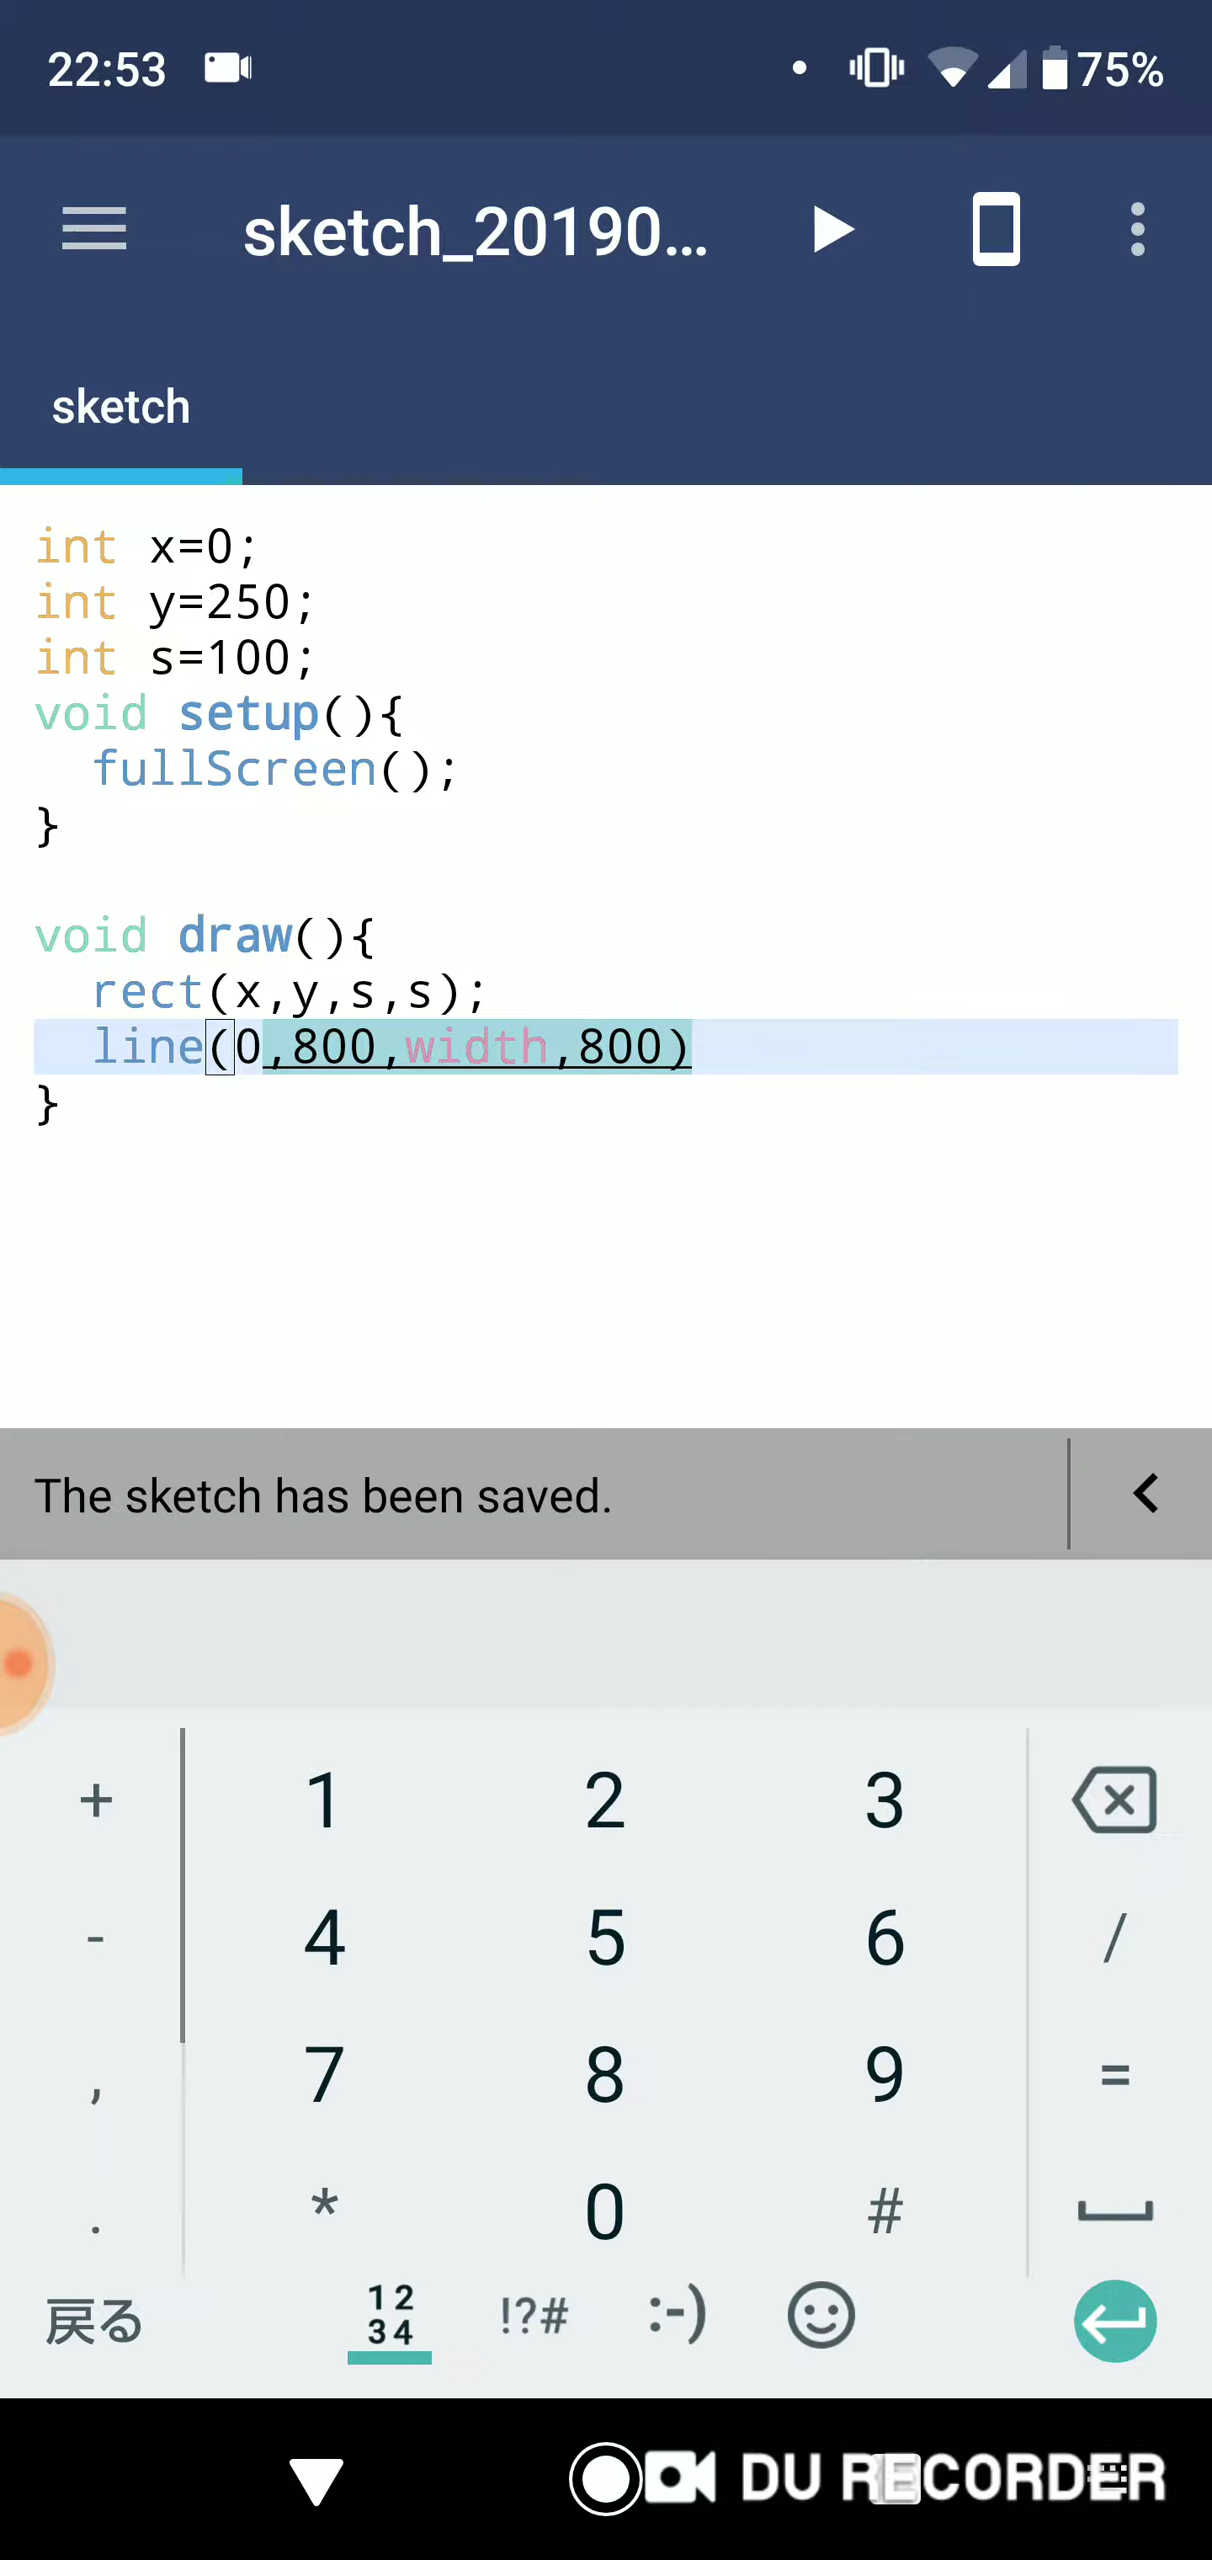 22:53 75%
sketch_20190...
sketch
int x=0;
int y=250;
int s=100;
void setup(){
  fullScreen();
}
void draw(){
  rect(x,y,s,s);
  line(0,800,width,800)
}
The sketch has been saved.
+ 1 2 3
- 4 5 6 /
, 7 8 9 =
. * 0 #
戻る 1234 !?# :-)
DU RECORDER